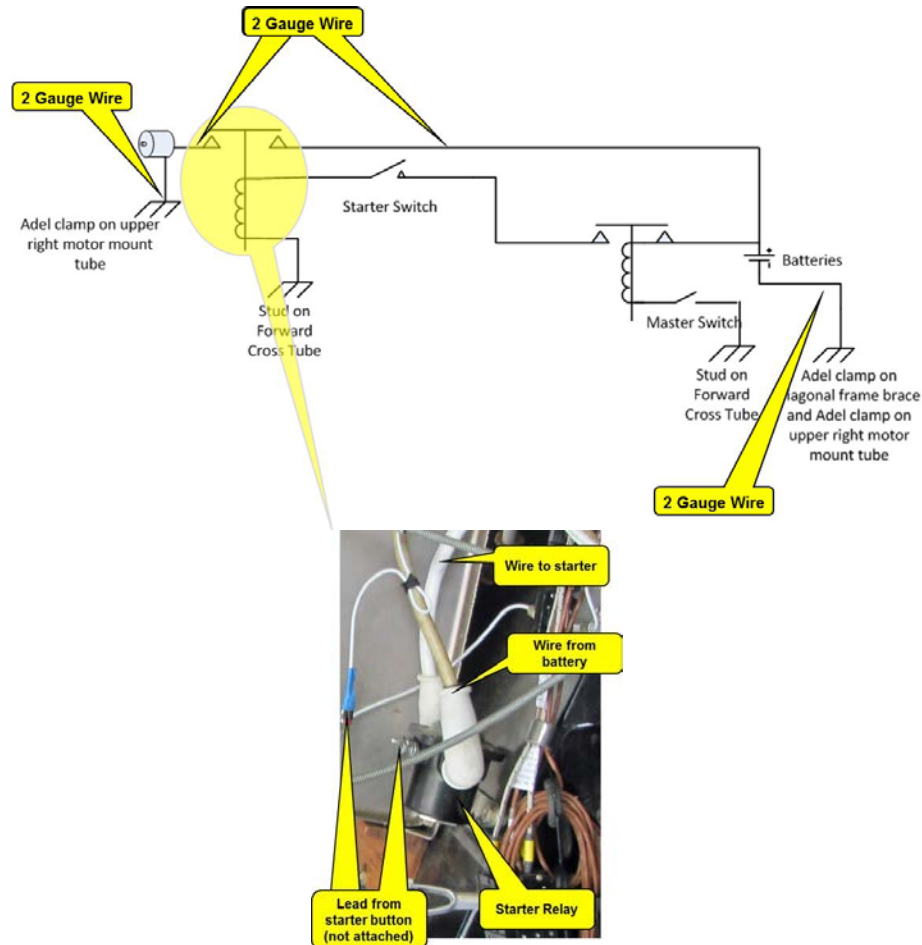 2 Gauge Wire
2 Gauge Wire
Adel clamp on upper
right motor mount
tube
Starter Switch
Stud on
Forward
Cross Tube
Batteries
Master Switch
Stud on
Forward
Cross Tube
Adel clamp on
iagonal frame brace
and Adel clamp on
upper right motor
mount tube
2 Gauge Wire
Wire to starter
Wire from
battery
Lead from
starter button
(not attached)
Starter Relay